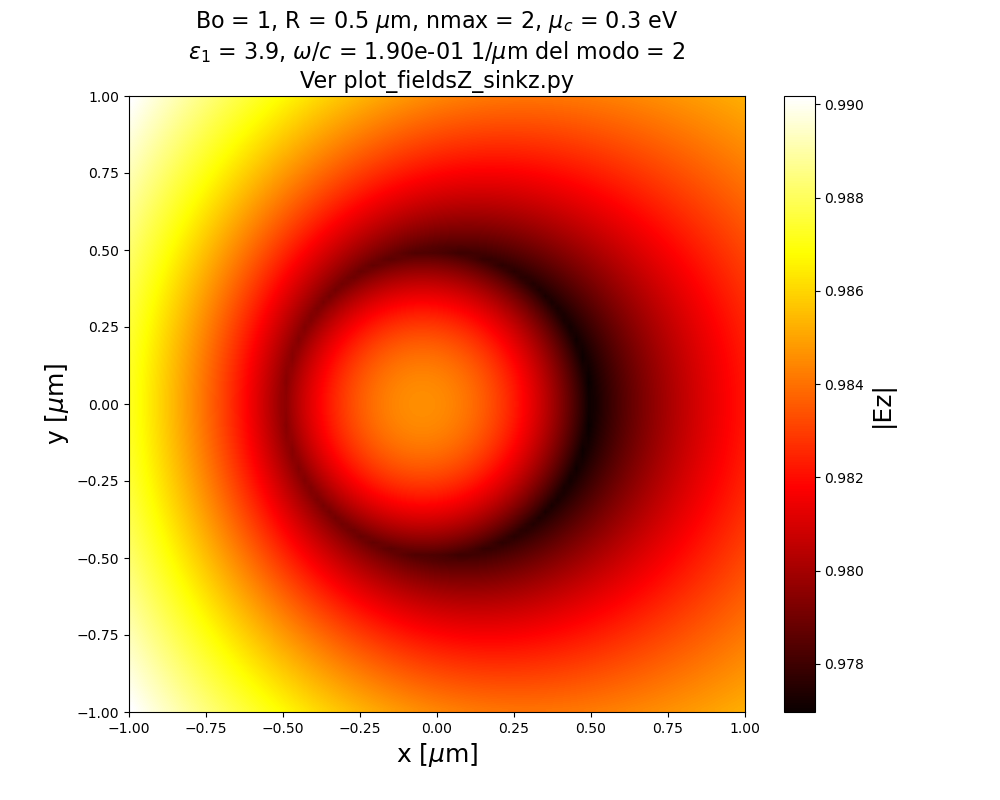 Bo = 1, R = 0.5 μm, nmax = 2, μc = 0.3 eV
ε1 = 3.9, ω/c = 1.90e-01 1/μm del modo = 2
Ver plot_fieldsZ_sinkz.py
1.00
0.75
0.50
0.25
0.00
−0.25
−0.50
−0.75
−1.00
y [μm]
−1.00 −0.75 −0.50 −0.25 0.00 0.25 0.50 0.75 1.00
x [μm]
0.990
0.988
0.986
0.984
0.982
0.980
0.978
|Ez|